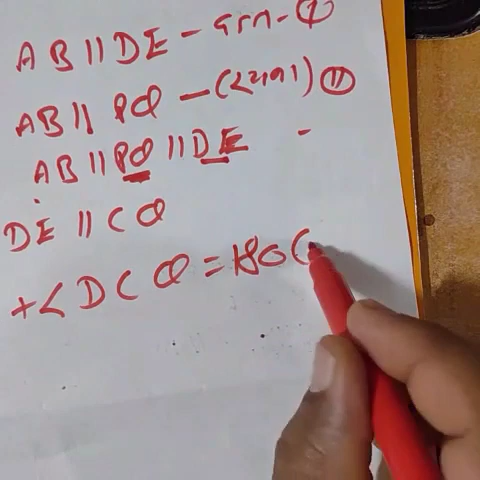 AB || DE -
AB || PQ -
AB || PQ || DE -
DE || CQ
+ < DCQ = 180 (